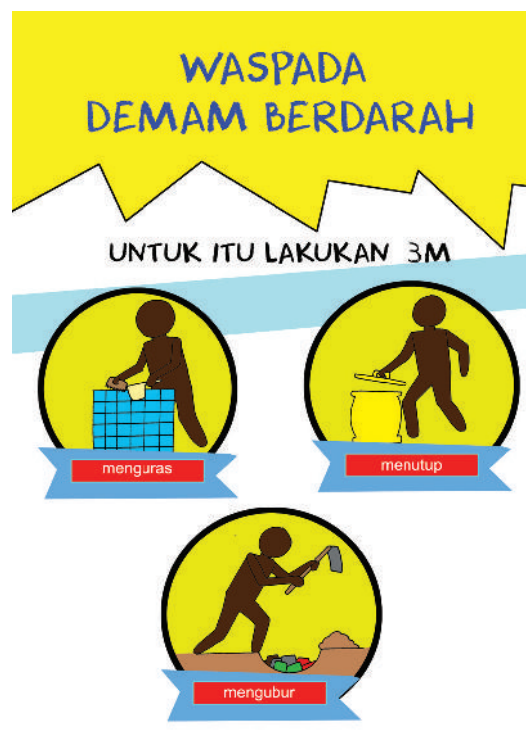 WASPADA
DEMAM BERDARAH
UNTUK ITU LAKUKAN 3M
menguras
menutup
mengubur